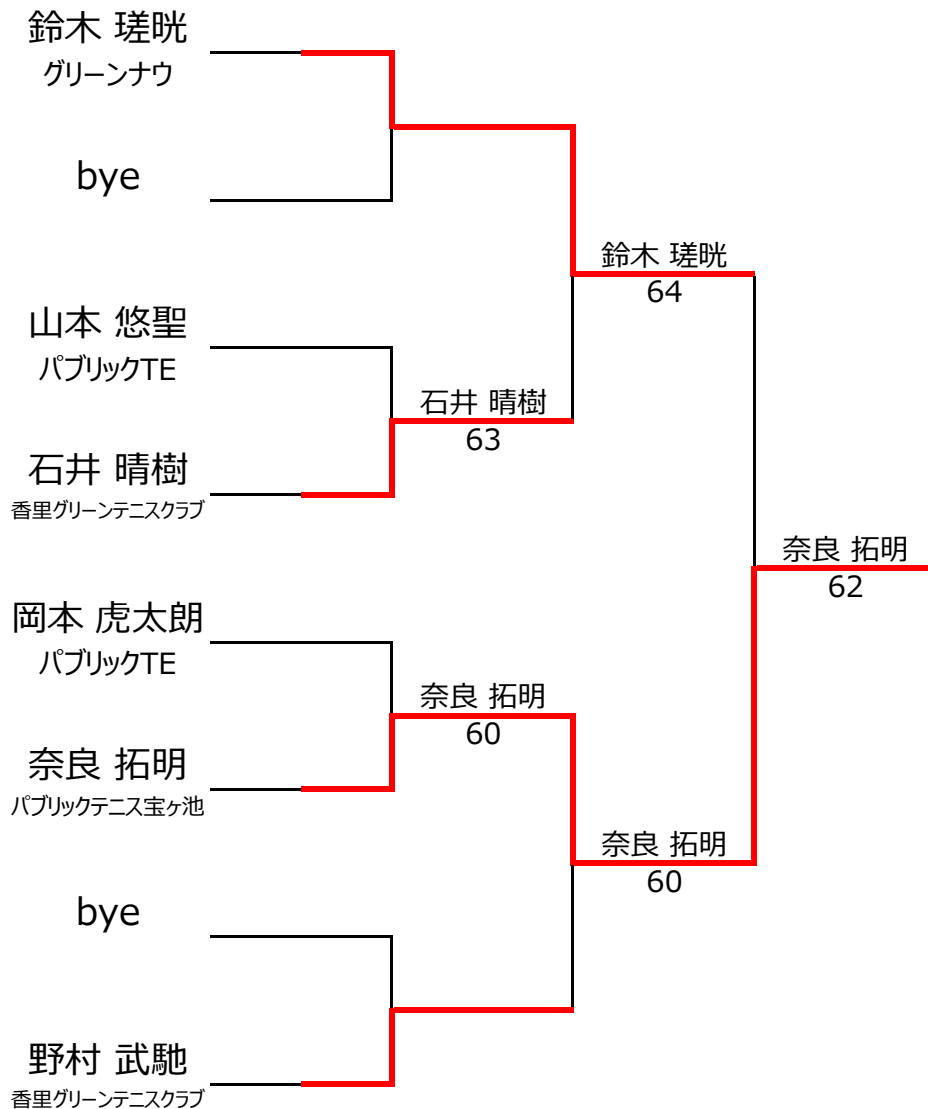 鈴木 瑳晄
グリーンナウ
bye
鈴木 瑳晄
64
山本 悠聖
パブリックTE
石井 晴樹
63
石井 晴樹
香里グリーンテニスクラブ
奈良 拓明
62
岡本 虎太朗
パブリックTE
奈良 拓明
60
奈良 拓明
パブリックテニス宝ヶ池
奈良 拓明
60
bye
野村 武馳
香里グリーンテニスクラブ